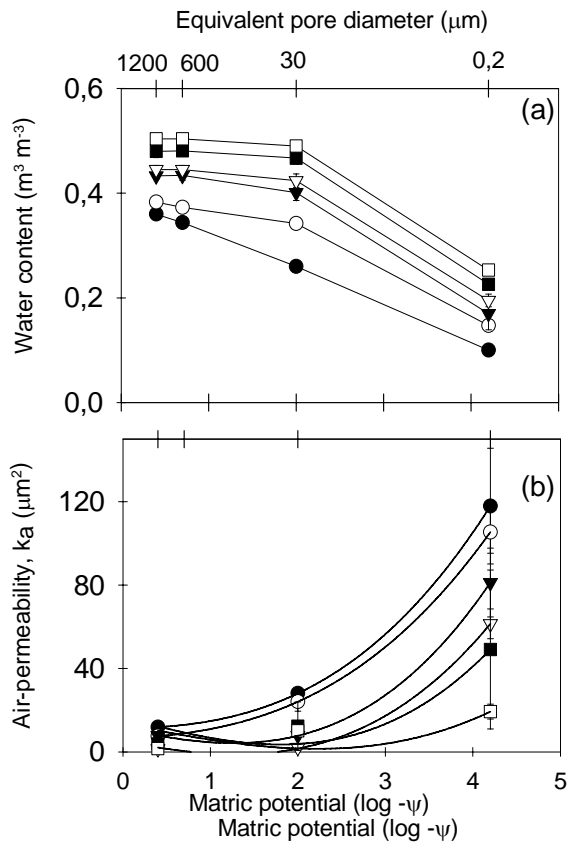 Equivalent pore diameter (μm)
1200 600 30 0,2
(a)
0,6
0,4
0,2
0,0
Water content (m³ m⁻³)
(b)
120
80
40
0
Air-permeability, kₐ (μm²)
0 1 2 3 4 5
Matric potential (log -ψ)
Matric potential (log -ψ)